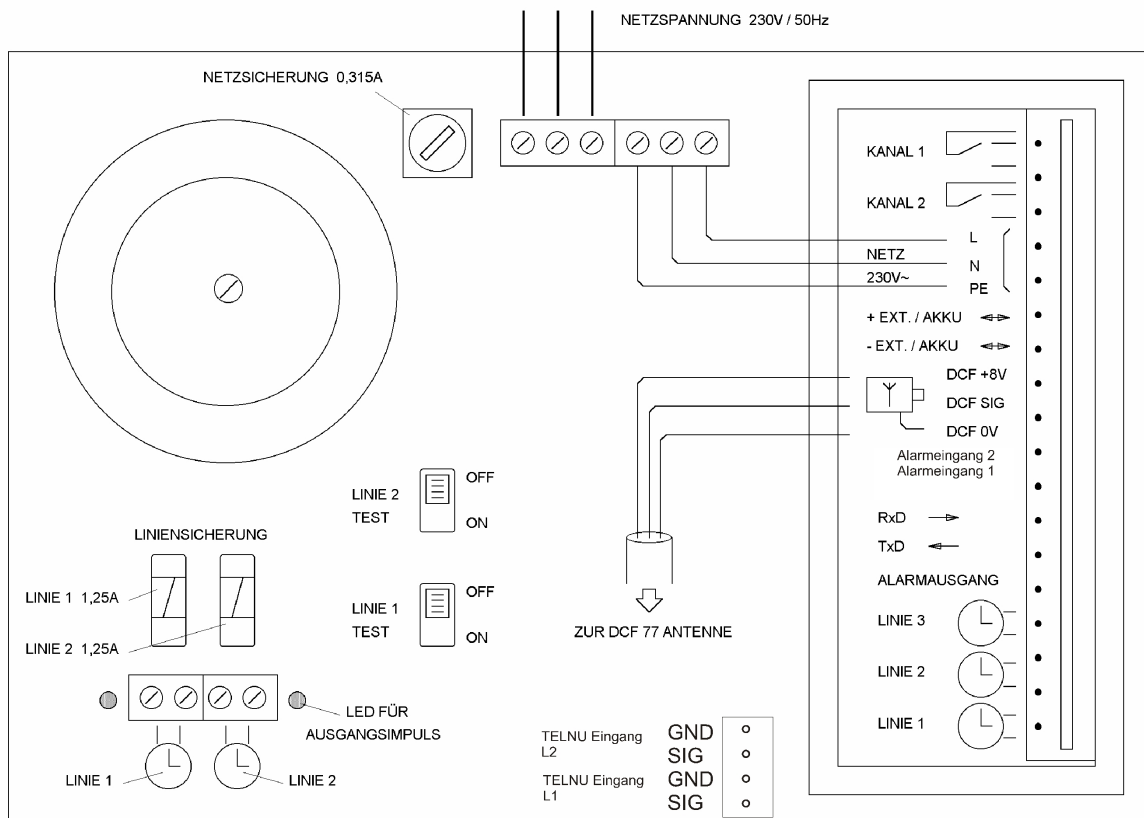 NETZSPANNUNG 230V / 50Hz
NETZSICHERUNG 0,315A
KANAL 1
KANAL 2
L
NETZ
N
230V~
PE
+ EXT. / AKKU
- EXT. / AKKU
DCF +8V
DCF SIG
DCF 0V
Alarmeingang 2
Alarmeingang 1
RxD
TxD
ALARMAUSGANG
LINIE 3
LINIE 2
LINIE 1
LINIE 2
TEST
OFF
ON
LINIENSICHERUNG
LINIE 1 1,25A
LINIE 2 1,25A
LINIE 1
TEST
OFF
ON
ZUR DCF 77 ANTENNE
LED FÜR
AUSGANGSIMPULS
LINIE 1
LINIE 2
TELNU Eingang
L2
GND
SIG
TELNU Eingang
L1
GND
SIG